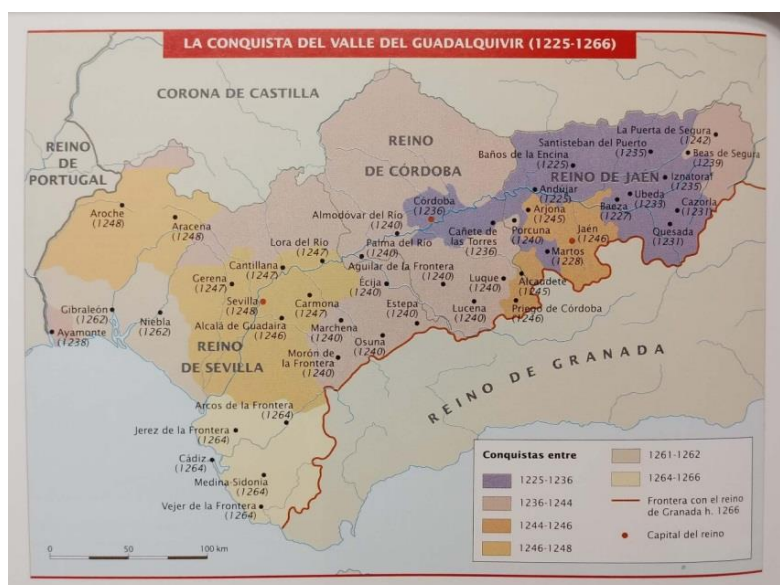 LA CONQUISTA DEL VALLE DEL GUADALQUIVIR (1225-1266)
CORONA DE CASTILLA
REINO
DE
PORTUGAL
REINO
DE CÓRDOBA
La Puerta de Segura
(1242)
Santisteban del Puerto
(1235)
Beas de Segura
(1239)
Baños de la Encina
(1225)
REINO DE JAÉN
Iznatoraf
(1235)
Andújar
(1225)
Úbeda
(1233)
Baeza
(1227)
Cazorla
(1231)
Quesada
(1231)
Córdoba
(1236)
Arjona
(1245)
Jaén
(1246)
Porcuna
(1240)
Martos
(1228)
Cañete de
las Torres
(1236)
Almodóvar del Río
(1240)
Palma del Río
(1240)
Aroche
(1248)
Aracena
(1248)
Lora del Río
(1247)
Cantillana
(1247)
Aguilar de la Frontera
(1240)
Luque
(1240)
Alcaudete
(1245)
Priego de Córdoba
(1246)
Gerena
(1247)
Écija
(1240)
Sevilla
(1248)
Carmona
(1247)
Estepa
(1240)
Lucena
(1240)
Gibraleón
(1262)
Niebla
(1262)
Ayamonte
(1238)
Alcalá de Guadaira
(1246)
Marchena
(1240)
Osuna
(1240)
REINO
DE SEVILLA
Morón de
la Frontera
(1240)
REINO DE GRANADA
Arcos de la Frontera
(1264)
Jerez de la Frontera
(1264)
Cádiz
(1264)
Medina-Sidonia
(1264)
Vejer de la Frontera
(1264)
Conquistas entre
1225-1236
1236-1244
1244-1246
1246-1248
1261-1262
1264-1266
Frontera con el reino
de Granada h. 1266
Capital del reino
0 50 100 km